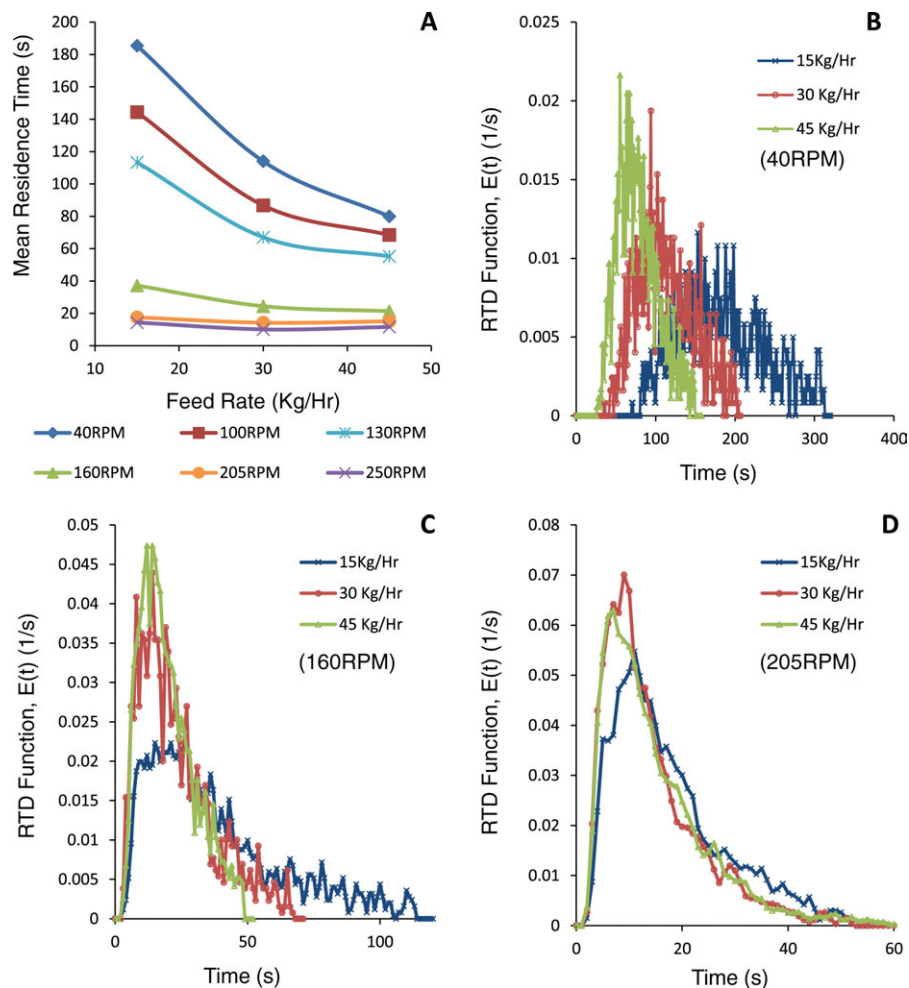 A
200
180
160
140
120
100
80
60
40
20
0
Mean Residence Time (s)
10 20 30 40 50
Feed Rate (Kg/Hr)
40RPM 100RPM 130RPM
160RPM 205RPM 250RPM
B
0.025
0.02
0.015
0.01
0.005
0
RTD Function, E(t) (1/s)
15Kg/Hr
30 Kg/Hr
45 Kg/Hr
(40RPM)
0 100 200 300 400
Time (s)
C
0.05
0.045
0.04
0.035
0.03
0.025
0.02
0.015
0.01
0.005
0
RTD Function, E(t) (1/s)
15Kg/Hr
30 Kg/Hr
45 Kg/Hr
(160RPM)
0 50 100
Time (s)
D
0.08
0.07
0.06
0.05
0.04
0.03
0.02
0.01
0
RTD Function, E(t) (1/s)
15Kg/Hr
30 Kg/Hr
45 Kg/Hr
(205RPM)
0 20 40 60
Time (s)